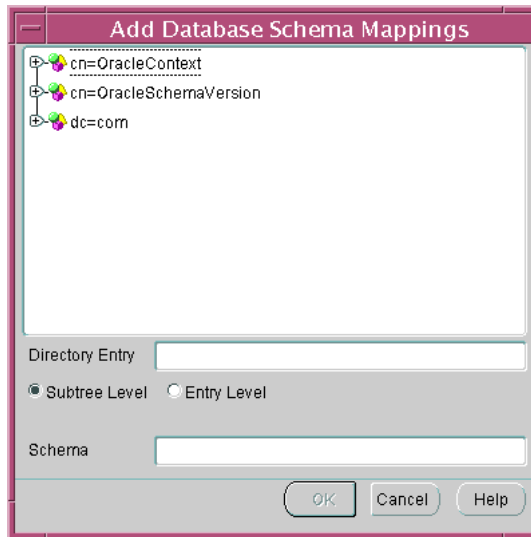 Add Database Schema Mappings
cn=OracleContext
cn=OracleSchemaVersion
dc=com
Directory Entry
Subtree Level Entry Level
Schema
OK Cancel Help